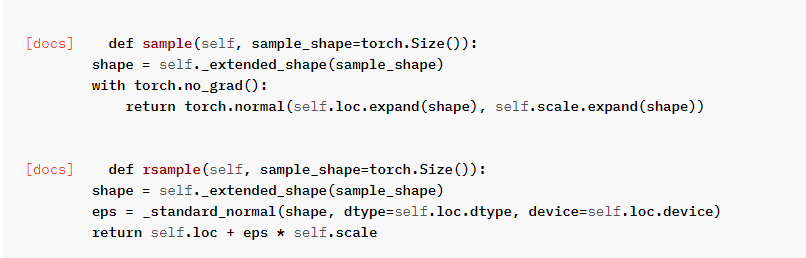 [docs]    def sample(self, sample_shape=torch.Size()):
        shape = self._extended_shape(sample_shape)
        with torch.no_grad():
            return torch.normal(self.loc.expand(shape), self.scale.expand(shape))
[docs]    def rsample(self, sample_shape=torch.Size()):
        shape = self._extended_shape(sample_shape)
        eps = _standard_normal(shape, dtype=self.loc.dtype, device=self.loc.device)
        return self.loc + eps * self.scale